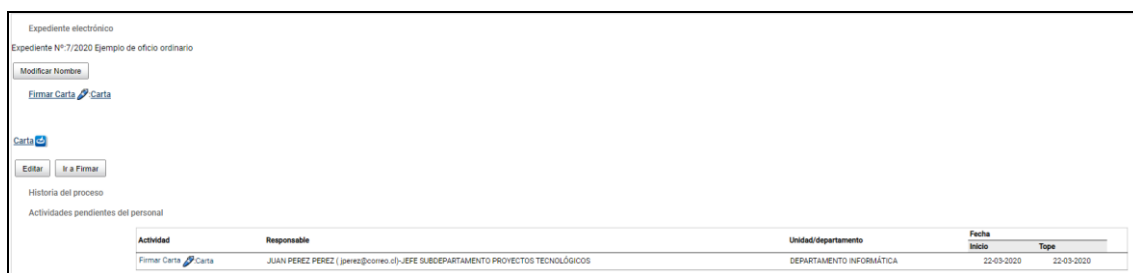 Expediente electrónico
Expediente Nº:7/2020 Ejemplo de oficio ordinario
Modificar Nombre
Firmar Carta Carta
Carta
Editar Ir a Firmar
Historia del proceso
Actividades pendientes del personal
Actividad Responsable Unidad/departamento Fecha
Inicio Tope
Firmar Carta Carta JUAN PEREZ PEREZ ( jperez@correo.cl)-JEFE SUBDEPARTAMENTO PROYECTOS TECNOLÓGICOS DEPARTAMENTO INFORMÁTICA 22-03-2020 22-03-2020